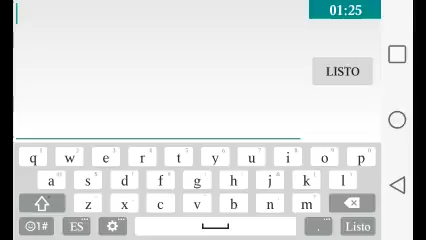 01:25
LISTO
q w e r t y u i o p
a s d f g h j k l
z x c v b n m
☺1# ES . Listo